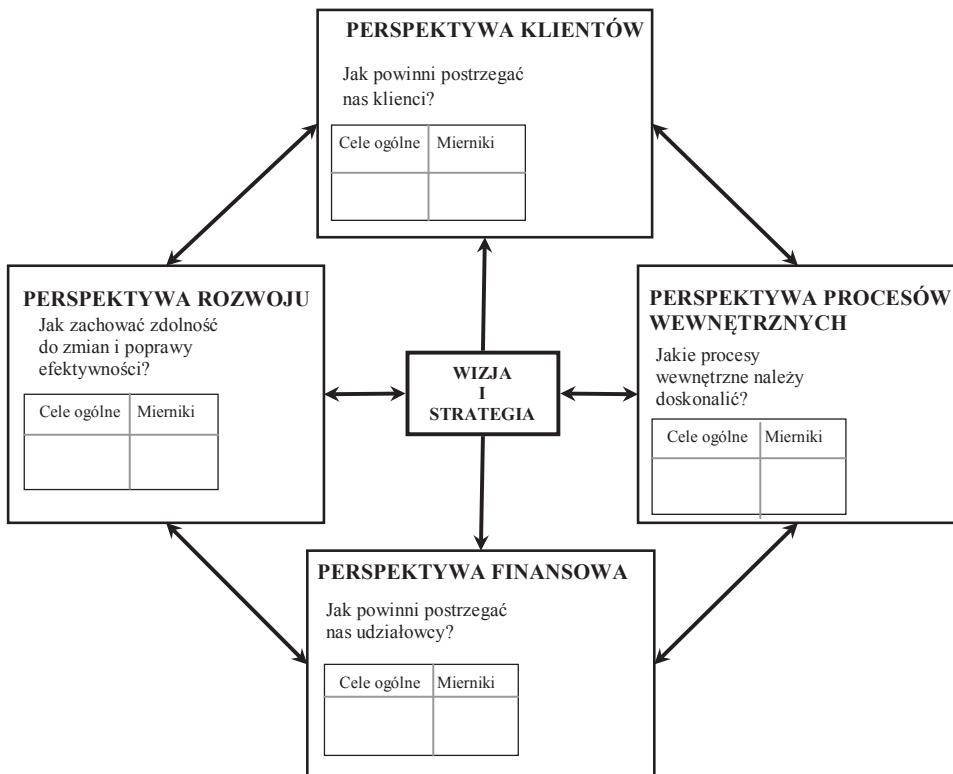 PERSPEKTYWA KLIENTÓW
Jak powinni postrzegać
nas klienci?
Cele ogólne Mierniki
PERSPEKTYWA ROZWOJU
Jak zachować zdolność
do zmian i poprawy
efektywności?
Cele ogólne Mierniki
WIZJA
I
STRATEGIA
PERSPEKTYWA PROCESÓW
WEWNĘTRZNYCH
Jakie procesy
wewnętrzne należy
doskonalić?
Cele ogólne Mierniki
PERSPEKTYWA FINANSOWA
Jak powinni postrzegać
nas udziałowcy?
Cele ogólne Mierniki